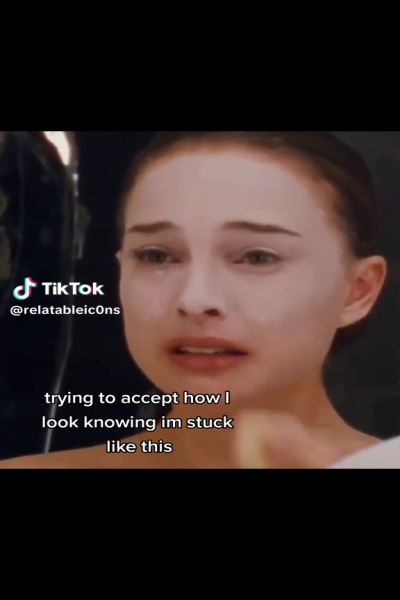 TikTok
@relatableic0ns
trying to accept how I
look knowing im stuck
like this